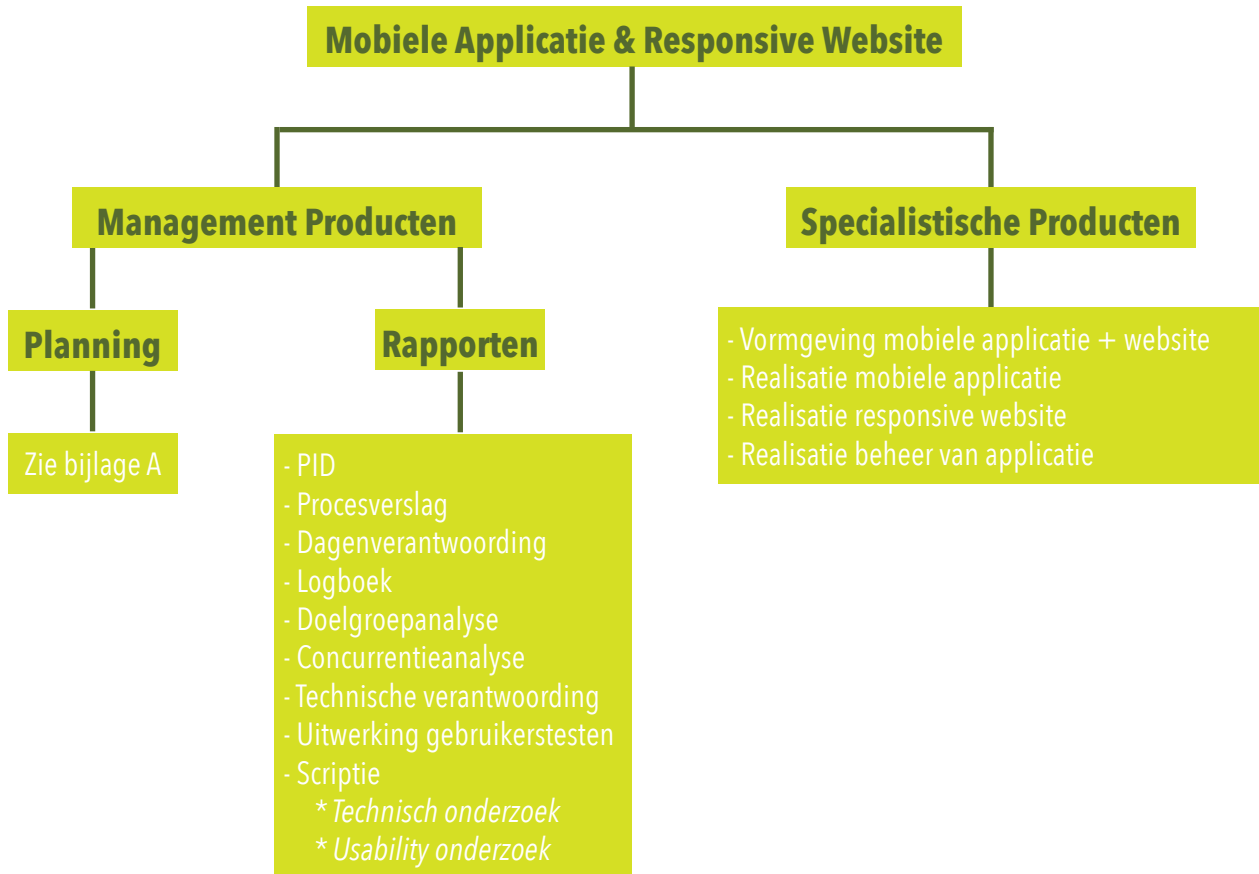 Mobiele Applicatie & Responsive Website
Management Producten
Specialistische Producten
Planning
Rapporten
Zie bijlage A
- PID
- Procesverslag
- Dagenverantwoording
- Logboek
- Doelgroepanalyse
- Concurrentieanalyse
- Technische verantwoording
- Uitwerking gebruikerstesten
- Scriptie
* Technisch onderzoek
* Usability onderzoek
- Vormgeving mobiele applicatie + website
- Realisatie mobiele applicatie
- Realisatie responsive website
- Realisatie beheer van applicatie